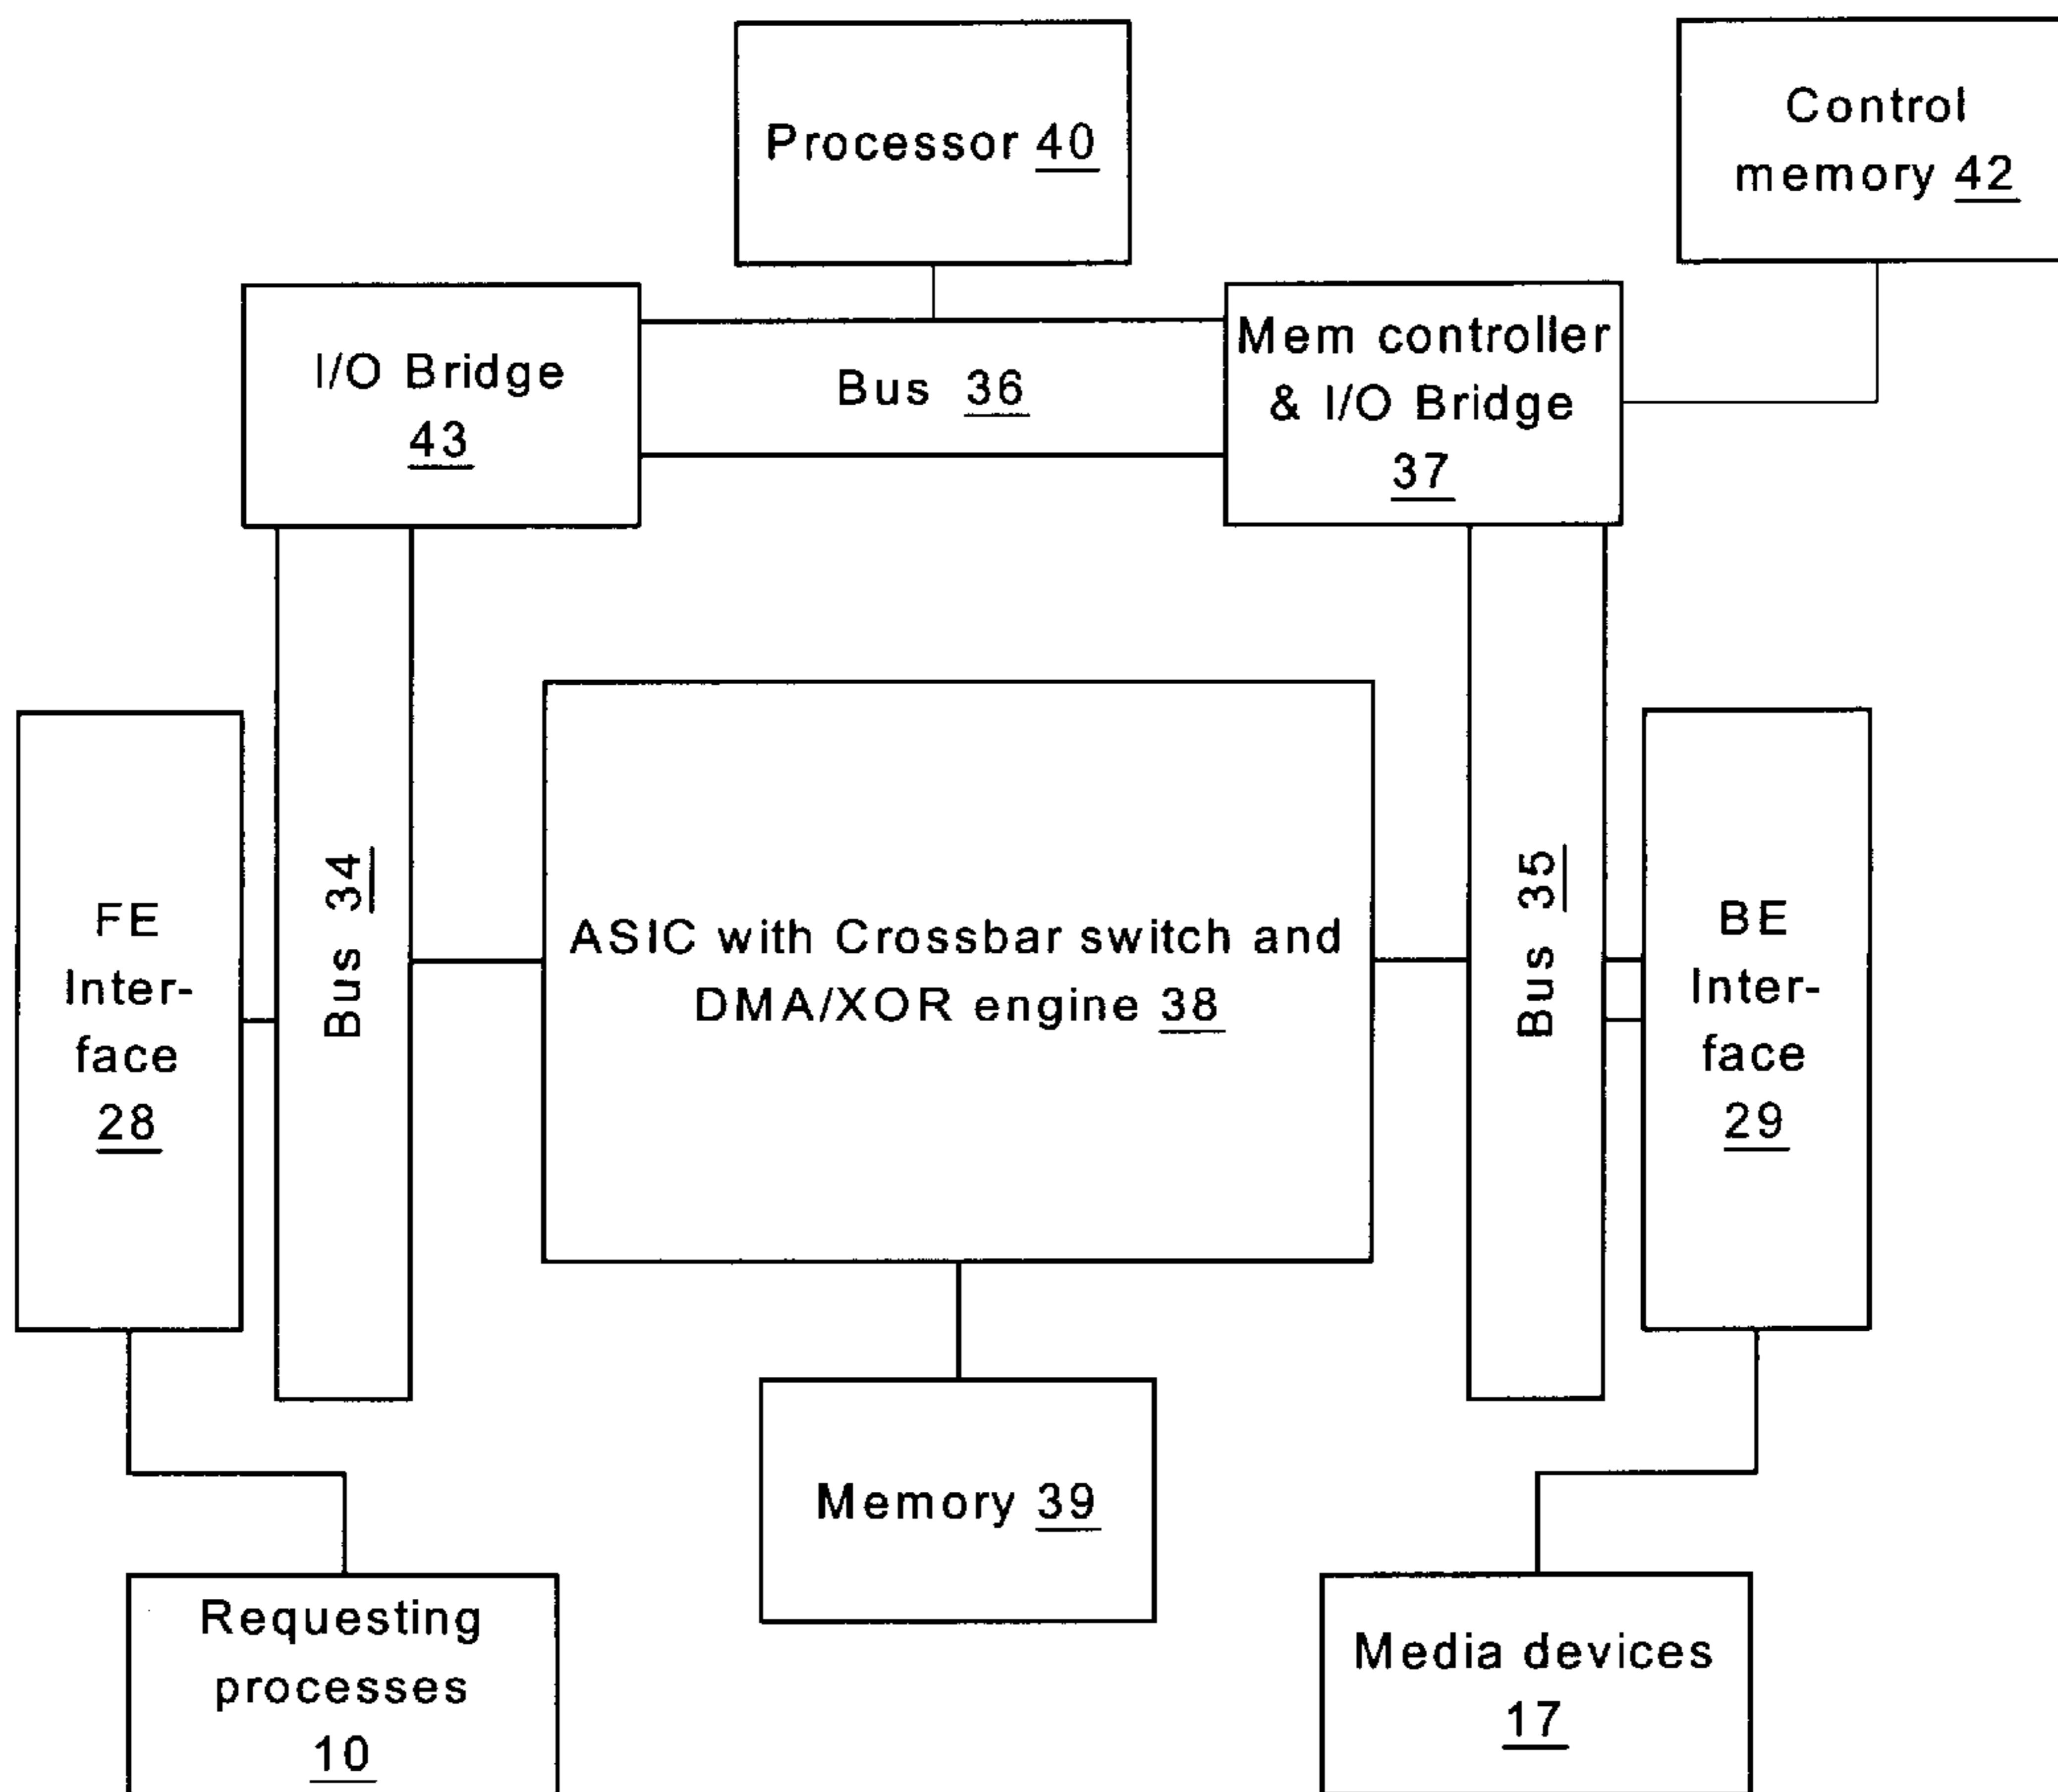 Processor 40
Control
memory 42
I/O Bridge
43
Bus 36
Mem controller
& I/O Bridge
37
FE
Inter-
face
28
Bus 34
ASIC with Crossbar switch and
DMA/XOR engine 38
Bus 35
BE
Inter-
face
29
Memory 39
Requesting
processes
10
Media devices
17